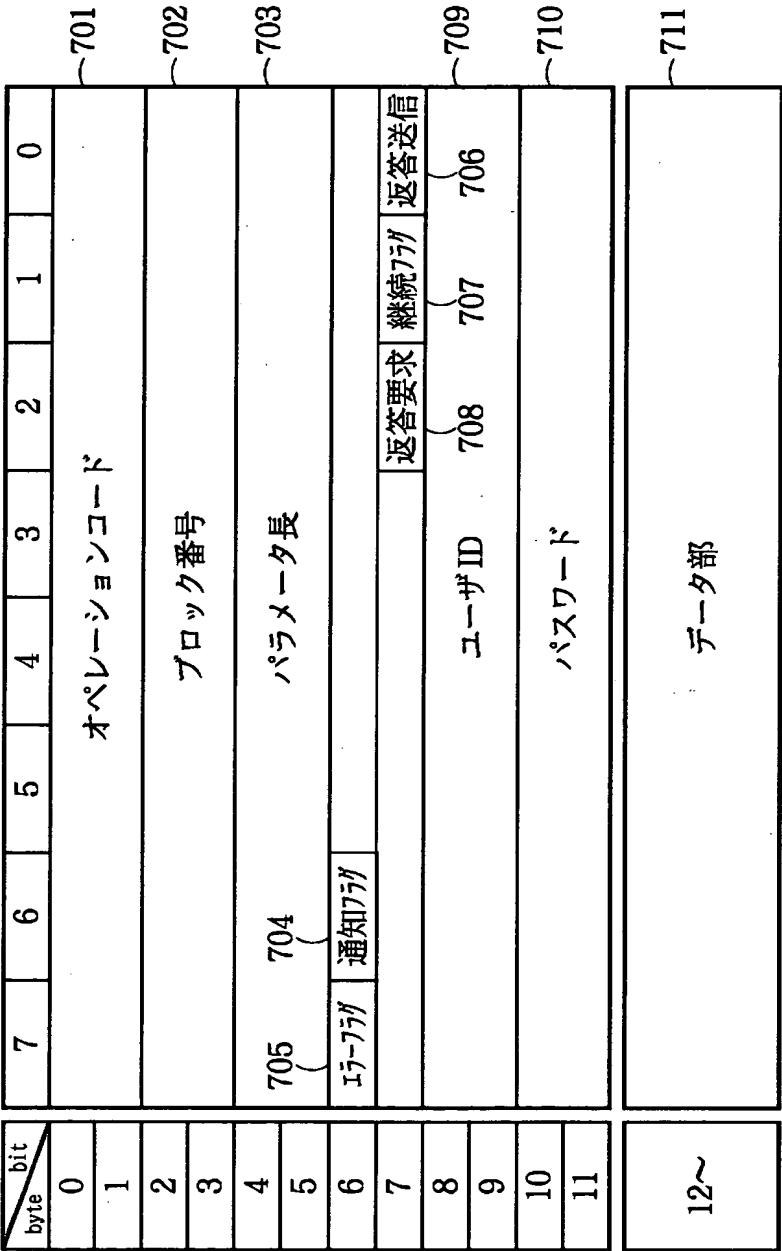 byte bit 7 6 5 4 3 2 1 0
0 オペレーションコード 701
1
2 ブロック番号 702
3
4 パラメータ長 703
5 705 704
6 エラーフラグ 通知フラグ
7 返答要求 継続フラグ 返答送信
8 ユーザID 708 707 706 709
9
10 パスワード 710
11
12～ データ部 711